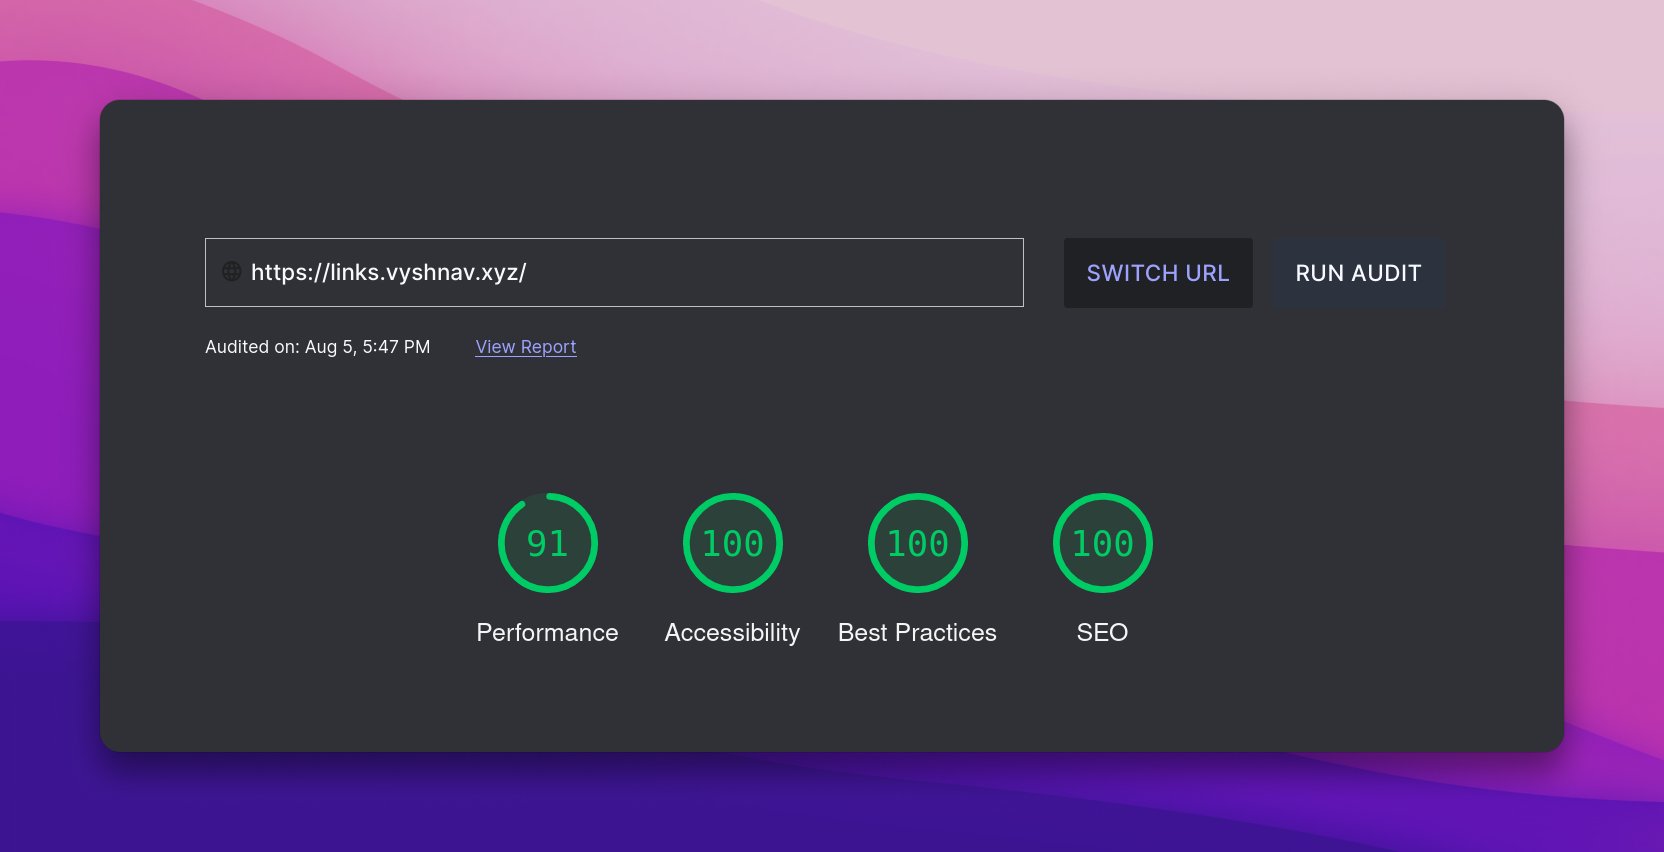 https://links.vyshnav.xyz/
SWITCH URL
RUN AUDIT
Audited on: Aug 5, 5:47 PM
View Report
91
100
100
100
Performance
Accessibility
Best Practices
SEO